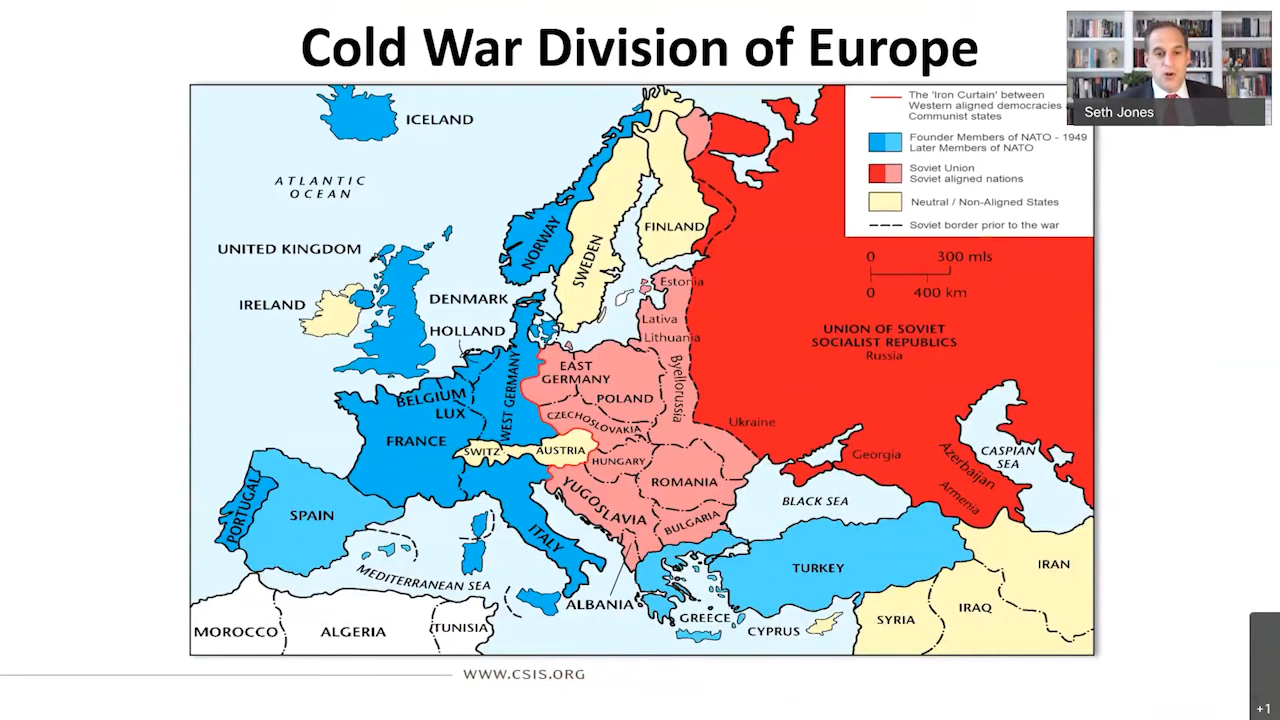 Cold War Division of Europe
Seth Jones
The 'Iron Curtain' between
Western aligned democracies
Communist states
Founder Members of NATO - 1949
Later Members of NATO
Soviet Union
Soviet aligned nations
Neutral / Non-Aligned States
Soviet border prior to the war
0 300 mls
0 400 km
ICELAND
ATLANTIC
OCEAN
UNITED KINGDOM
IRELAND
NORWAY
SWEDEN
FINLAND
DENMARK
HOLLAND
Estonia
Lativa
Lithuania
Byellorussia
UNION OF SOVIET
SOCIALIST REPUBLICS
Russia
BELGIUM
LUX
WEST GERMANY
EAST
GERMANY
POLAND
CZECHOSLOVAKIA
FRANCE
SWITZ
AUSTRIA
HUNGARY
ROMANIA
Ukraine
Georgia
Azerbaijan
Armenia
CASPIAN
SEA
BLACK SEA
PORTUGAL
SPAIN
ITALY
YUGOSLAVIA
BULGARIA
MEDITERRANEAN SEA
ALBANIA
GREECE
TURKEY
CYPRUS
SYRIA
IRAQ
IRAN
MOROCCO
ALGERIA
TUNISIA
WWW.CSIS.ORG
+1